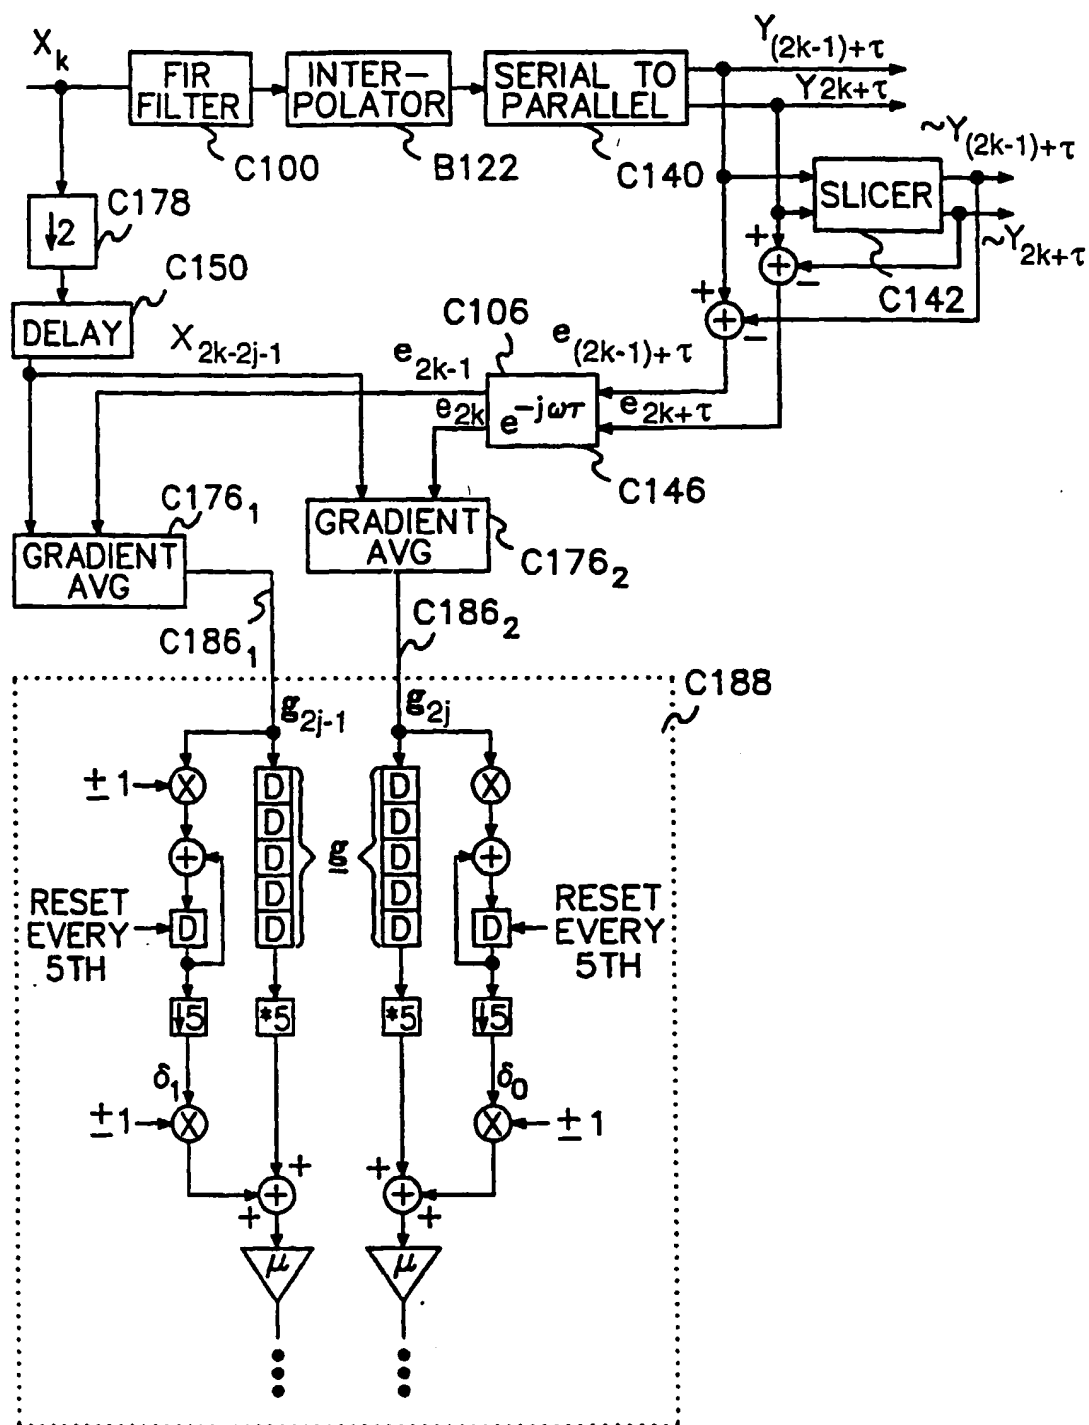 X_k
FIR
FILTER
INTER-
POLATOR
SERIAL TO
PARALLEL
Y_(2k-1)+τ
Y_2k+τ
C100
B122
C140
~Y_(2k-1)+τ
SLICER
~Y_2k+τ
C142
C178
↓2
C150
DELAY
X_2k-2j-1
+
−
+
−
C106
e_2k-1
e_(2k-1)+τ
e_2k
e^-jωτ
e_2k+τ
C146
C176_1
GRADIENT
AVG
GRADIENT
AVG
C176_2
C186_1
C186_2
C188
g_2j-1
g_2j
±1
X
D
D
D
D
D
g
D
D
D
D
D
X
+
+
RESET
EVERY
5TH
D
D
RESET
EVERY
5TH
↓5
*5
*5
↓5
δ_1
δ_0
±1
X
X
±1
+
+
+
+
+
+
μ
μ